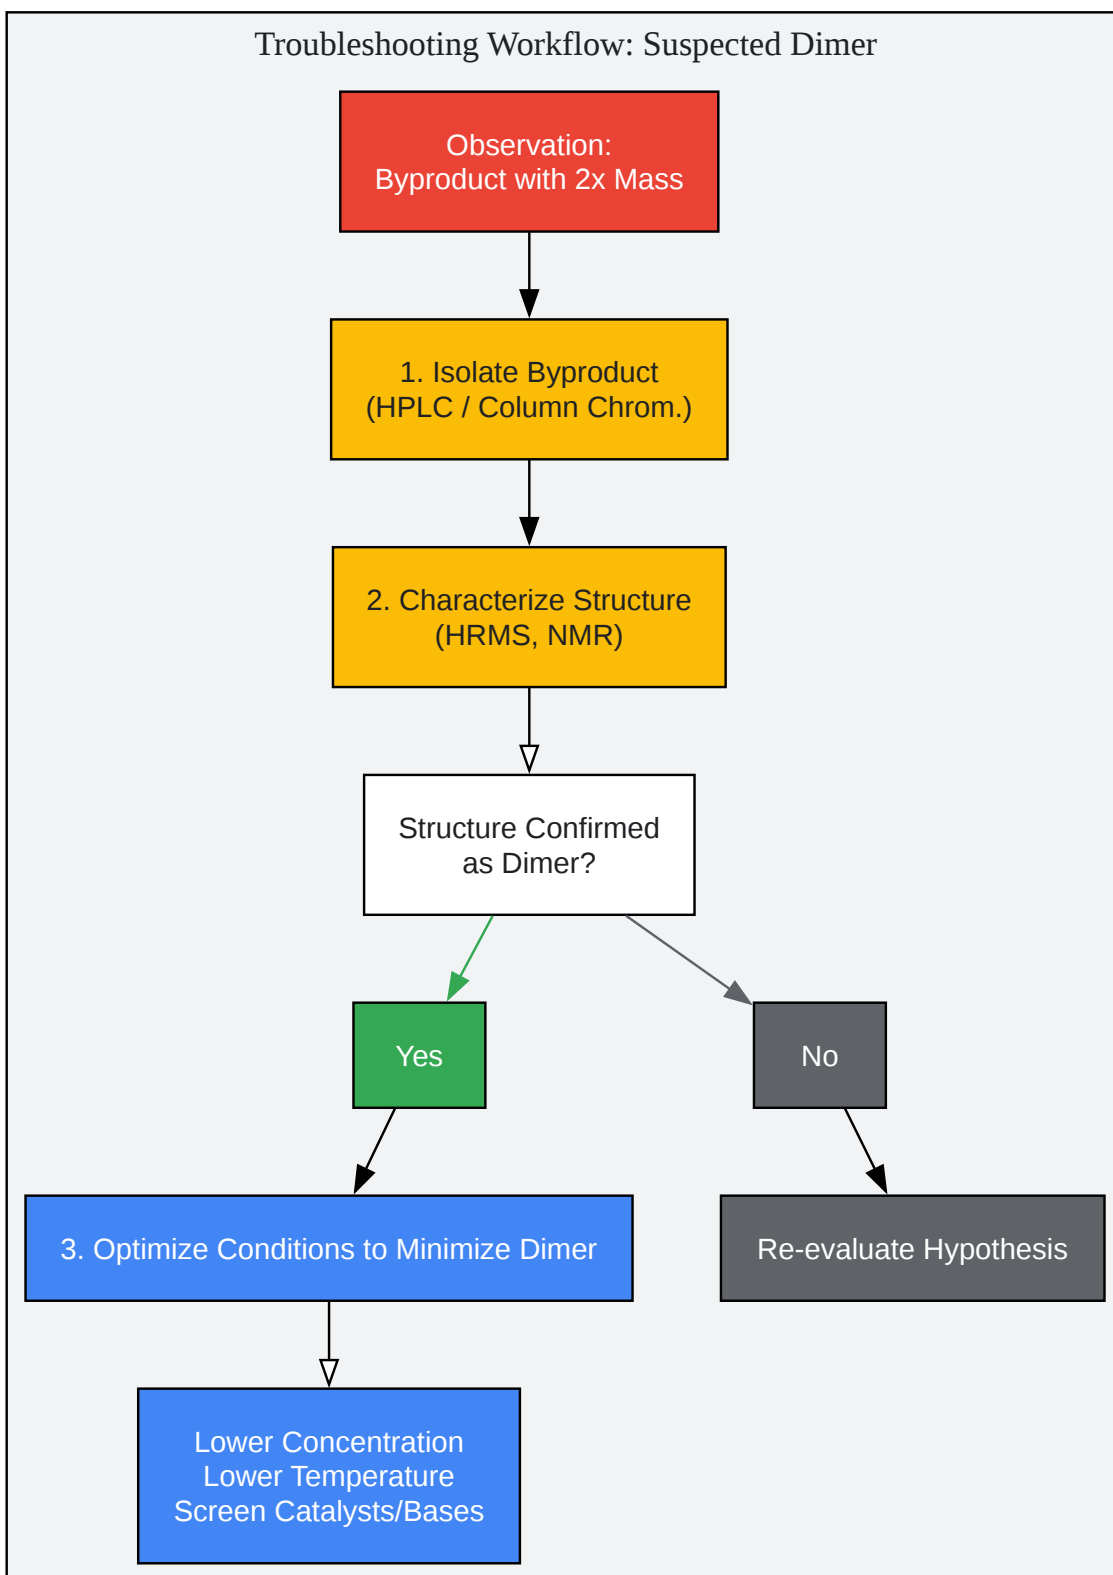 Troubleshooting Workflow: Suspected Dimer
Observation:
Byproduct with 2x Mass
1. Isolate Byproduct
(HPLC / Column Chrom.)
2. Characterize Structure
(HRMS, NMR)
Structure Confirmed
as Dimer?
Yes
No
3. Optimize Conditions to Minimize Dimer
Re-evaluate Hypothesis
Lower Concentration
Lower Temperature
Screen Catalysts/Bases